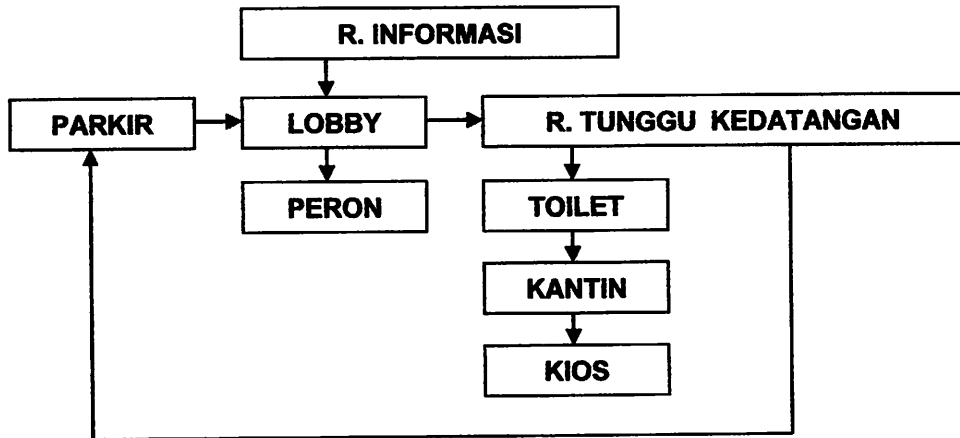 R. INFORMASI
PARKIR
LOBBY
R. TUNGGU KEDATANGAN
PERON
TOILET
KANTIN
KIOS